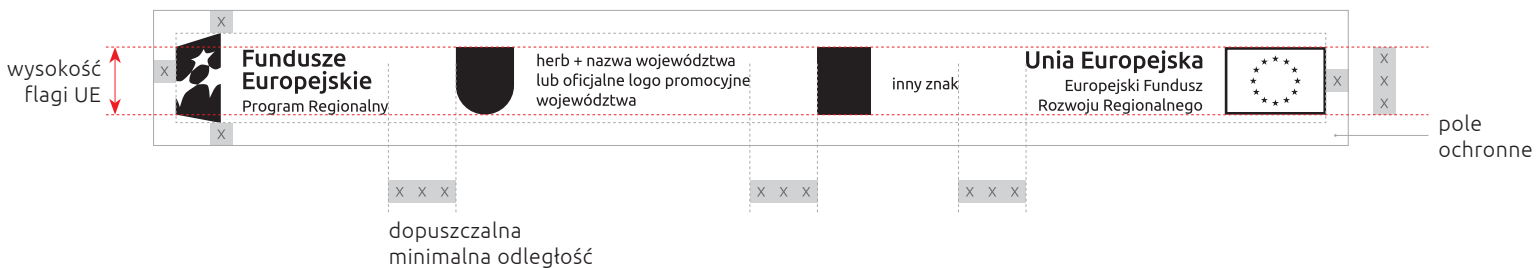 X
wysokość
flagi UE
X
Fundusze
Europejskie
Program Regionalny
herb + nazwa województwa
lub oficjalne logo promocyjne
województwa
inny znak
Unia Europejska
Europejski Fundusz
Rozwoju Regionalnego
X
X
X
X
X
pole
ochronne
X X X
X X X
X X X
dopuszczalna
minimalna odległość